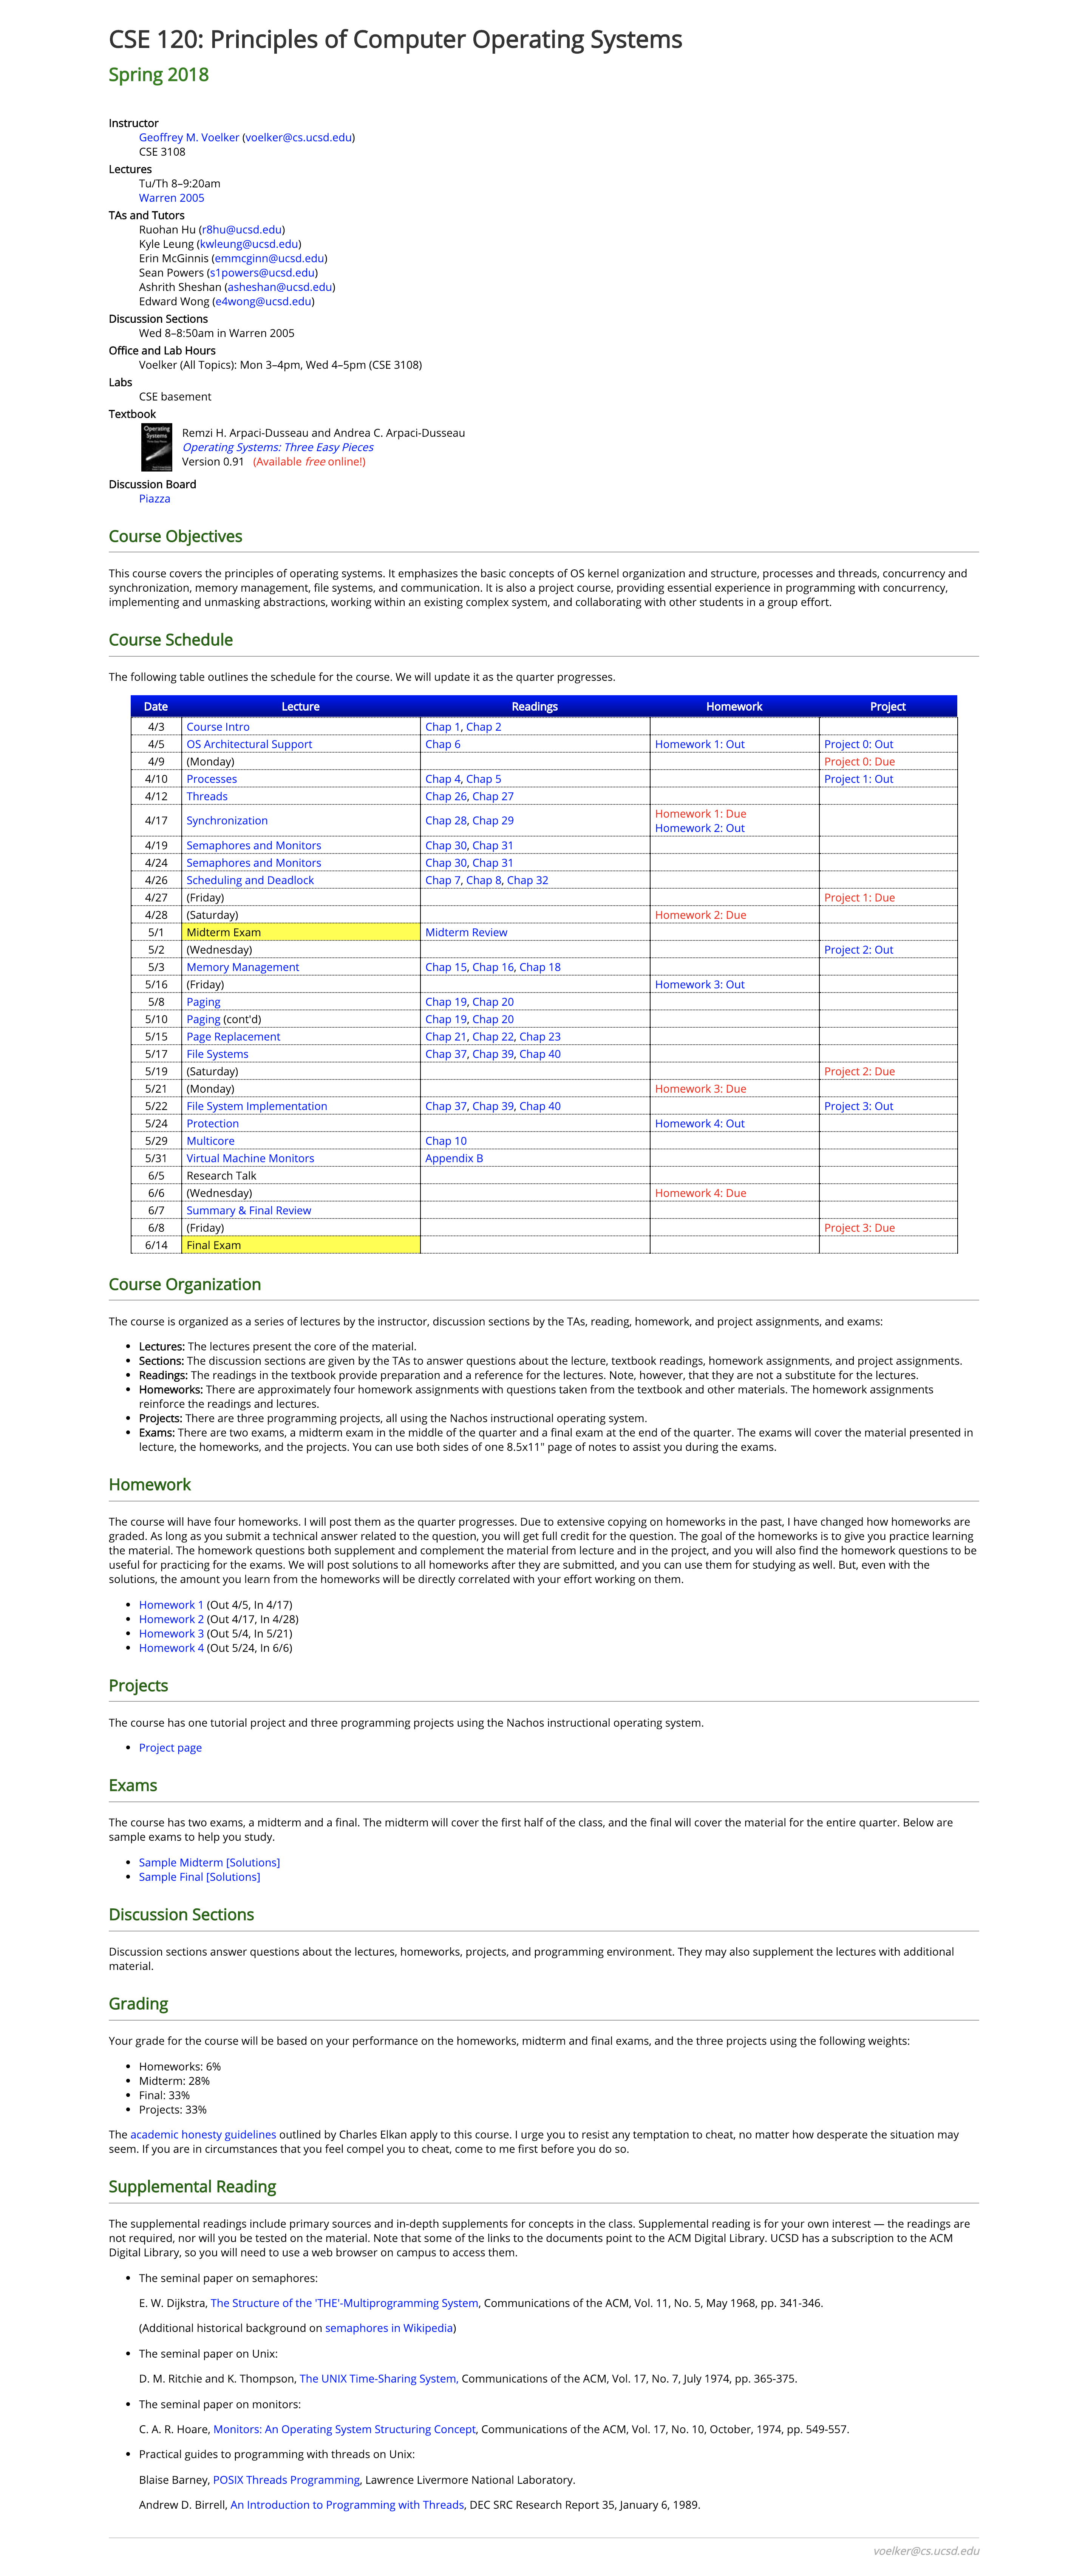 CSE 120: Principles of Computer Operating Systems
Spring 2018
Instructor
Geoffrey M. Voelker (voelker@cs.ucsd.edu)
CSE 3108
Lectures
Tu/Th 8–9:20am
Warren 2005
TAs and Tutors
Ruohan Hu (r8hu@ucsd.edu)
Kyle Leung (kwleung@ucsd.edu)
Erin McGinnis (emmcginn@ucsd.edu)
Sean Powers (s1powers@ucsd.edu)
Ashrith Sheshan (asheshan@ucsd.edu)
Edward Wong (e4wong@ucsd.edu)
Discussion Sections
Wed 8–8:50am in Warren 2005
Office and Lab Hours
Voelker (All Topics): Mon 3–4pm, Wed 4–5pm (CSE 3108)
Labs
CSE basement
Textbook
Operating
Systems
Remzi H. Arpaci-Dusseau and Andrea C. Arpaci-Dusseau
Operating Systems: Three Easy Pieces
Version 0.91 (Available free online!)
Discussion Board
Piazza
Course Objectives
This course covers the principles of operating systems. It emphasizes the basic concepts of OS kernel organization and structure, processes and threads, concurrency and
synchronization, memory management, file systems, and communication. It is also a project course, providing essential experience in programming with concurrency,
implementing and unmasking abstractions, working within an existing complex system, and collaborating with other students in a group effort.
Course Schedule
The following table outlines the schedule for the course. We will update it as the quarter progresses.
Date Lecture Readings Homework Project
4/3 Course Intro Chap 1, Chap 2
4/5 OS Architectural Support Chap 6 Homework 1: Out Project 0: Out
4/9 (Monday) Project 0: Due
4/10 Processes Chap 4, Chap 5 Project 1: Out
4/12 Threads Chap 26, Chap 27
4/17 Synchronization Chap 28, Chap 29 Homework 1: Due
Homework 2: Out
4/19 Semaphores and Monitors Chap 30, Chap 31
4/24 Semaphores and Monitors Chap 30, Chap 31
4/26 Scheduling and Deadlock Chap 7, Chap 8, Chap 32
4/27 (Friday) Project 1: Due
4/28 (Saturday) Homework 2: Due
5/1 Midterm Exam Midterm Review
5/2 (Wednesday) Project 2: Out
5/3 Memory Management Chap 15, Chap 16, Chap 18
5/16 (Friday) Homework 3: Out
5/8 Paging Chap 19, Chap 20
5/10 Paging (cont'd) Chap 19, Chap 20
5/15 Page Replacement Chap 21, Chap 22, Chap 23
5/17 File Systems Chap 37, Chap 39, Chap 40
5/19 (Saturday) Project 2: Due
5/21 (Monday) Homework 3: Due
5/22 File System Implementation Chap 37, Chap 39, Chap 40 Project 3: Out
5/24 Protection Homework 4: Out
5/29 Multicore Chap 10
5/31 Virtual Machine Monitors Appendix B
6/5 Research Talk
6/6 (Wednesday) Homework 4: Due
6/7 Summary & Final Review
6/8 (Friday) Project 3: Due
6/14 Final Exam
Course Organization
The course is organized as a series of lectures by the instructor, discussion sections by the TAs, reading, homework, and project assignments, and exams:
• Lectures: The lectures present the core of the material.
• Sections: The discussion sections are given by the TAs to answer questions about the lecture, textbook readings, homework assignments, and project assignments.
• Readings: The readings in the textbook provide preparation and a reference for the lectures. Note, however, that they are not a substitute for the lectures.
• Homeworks: There are approximately four homework assignments with questions taken from the textbook and other materials. The homework assignments
reinforce the readings and lectures.
• Projects: There are three programming projects, all using the Nachos instructional operating system.
• Exams: There are two exams, a midterm exam in the middle of the quarter and a final exam at the end of the quarter. The exams will cover the material presented in
lecture, the homeworks, and the projects. You can use both sides of one 8.5x11" page of notes to assist you during the exams.
Homework
The course will have four homeworks. I will post them as the quarter progresses. Due to extensive copying on homeworks in the past, I have changed how homeworks are
graded. As long as you submit a technical answer related to the question, you will get full credit for the question. The goal of the homeworks is to give you practice learning
the material. The homework questions both supplement and complement the material from lecture and in the project, and you will also find the homework questions to be
useful for practicing for the exams. We will post solutions to all homeworks after they are submitted, and you can use them for studying as well. But, even with the
solutions, the amount you learn from the homeworks will be directly correlated with your effort working on them.
• Homework 1 (Out 4/5, In 4/17)
• Homework 2 (Out 4/17, In 4/28)
• Homework 3 (Out 5/4, In 5/21)
• Homework 4 (Out 5/24, In 6/6)
Projects
The course has one tutorial project and three programming projects using the Nachos instructional operating system.
• Project page
Exams
The course has two exams, a midterm and a final. The midterm will cover the first half of the class, and the final will cover the material for the entire quarter. Below are
sample exams to help you study.
• Sample Midterm [Solutions]
• Sample Final [Solutions]
Discussion Sections
Discussion sections answer questions about the lectures, homeworks, projects, and programming environment. They may also supplement the lectures with additional
material.
Grading
Your grade for the course will be based on your performance on the homeworks, midterm and final exams, and the three projects using the following weights:
• Homeworks: 6%
• Midterm: 28%
• Final: 33%
• Projects: 33%
The academic honesty guidelines outlined by Charles Elkan apply to this course. I urge you to resist any temptation to cheat, no matter how desperate the situation may
seem. If you are in circumstances that you feel compel you to cheat, come to me first before you do so.
Supplemental Reading
The supplemental readings include primary sources and in-depth supplements for concepts in the class. Supplemental reading is for your own interest — the readings are
not required, nor will you be tested on the material. Note that some of the links to the documents point to the ACM Digital Library. UCSD has a subscription to the ACM
Digital Library, so you will need to use a web browser on campus to access them.
• The seminal paper on semaphores:
E. W. Dijkstra, The Structure of the 'THE'-Multiprogramming System, Communications of the ACM, Vol. 11, No. 5, May 1968, pp. 341-346.
(Additional historical background on semaphores in Wikipedia)
• The seminal paper on Unix:
D. M. Ritchie and K. Thompson, The UNIX Time-Sharing System, Communications of the ACM, Vol. 17, No. 7, July 1974, pp. 365-375.
• The seminal paper on monitors:
C. A. R. Hoare, Monitors: An Operating System Structuring Concept, Communications of the ACM, Vol. 17, No. 10, October, 1974, pp. 549-557.
• Practical guides to programming with threads on Unix:
Blaise Barney, POSIX Threads Programming, Lawrence Livermore National Laboratory.
Andrew D. Birrell, An Introduction to Programming with Threads, DEC SRC Research Report 35, January 6, 1989.
voelker@cs.ucsd.edu